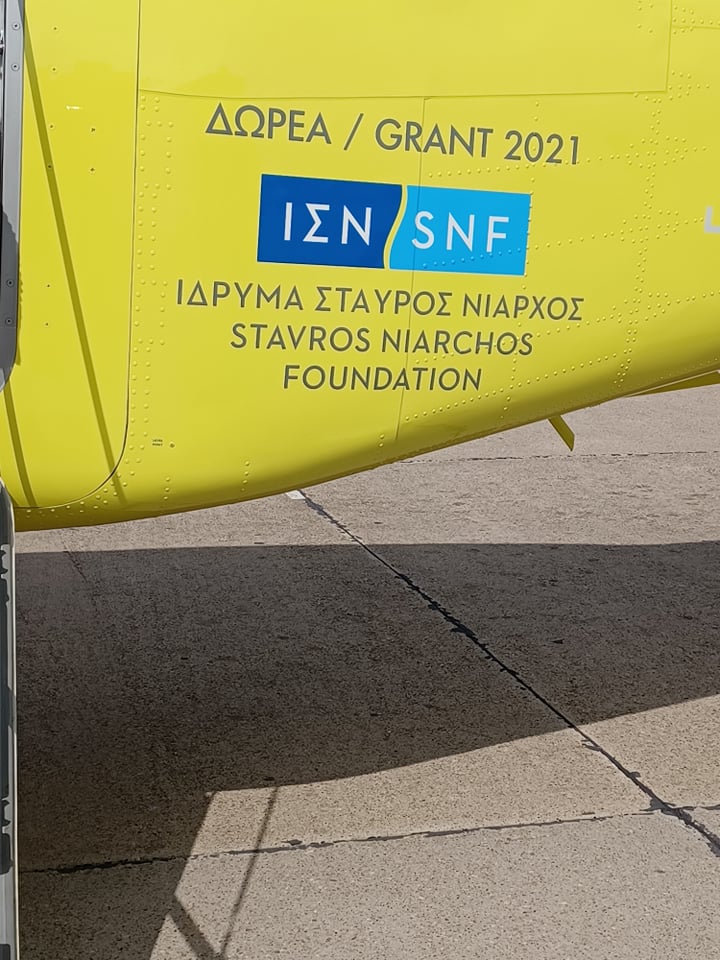 ΔΩΡΕΑ / GRANT 2021
ΙΣΝ SNF
ΙΔΡΥΜΑ ΣΤΑΥΡΟΣ ΝΙΑΡΧΟΣ
STAVROS NIARCHOS
FOUNDATION